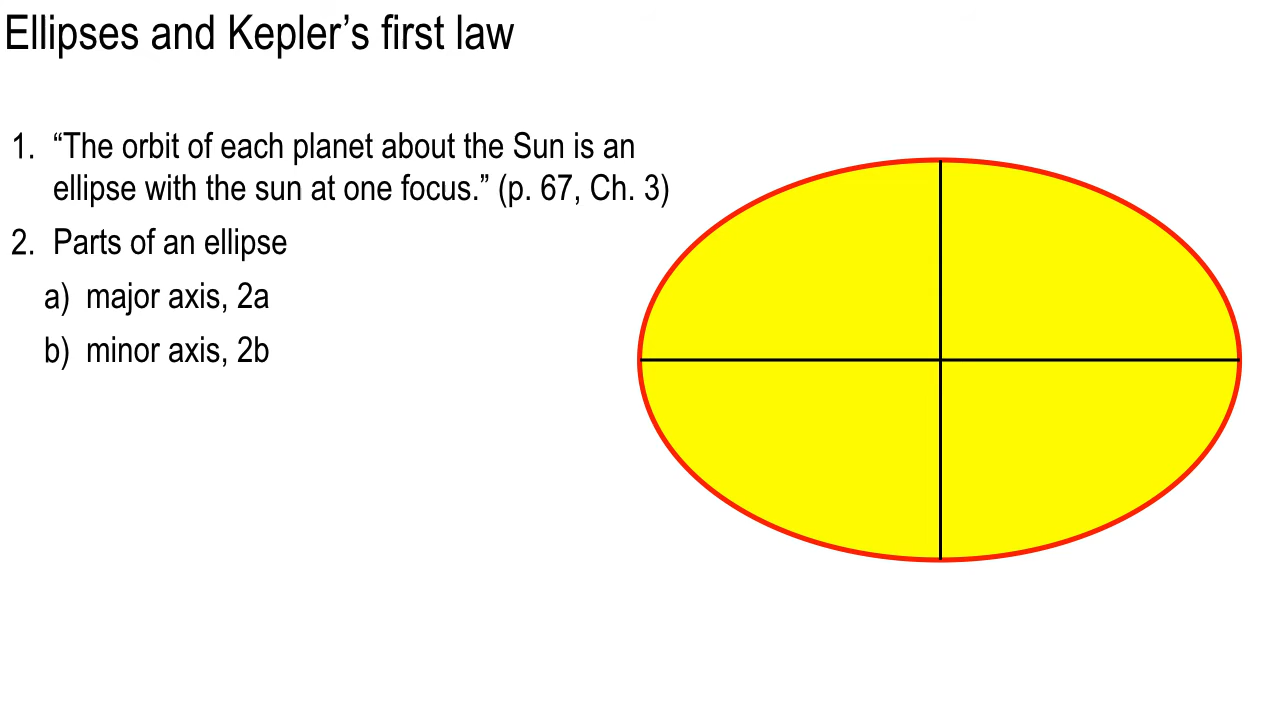 Ellipses and Kepler’s first law
1. “The orbit of each planet about the Sun is an
ellipse with the sun at one focus.” (p. 67, Ch. 3)
2. Parts of an ellipse
a) major axis, 2a
b) minor axis, 2b